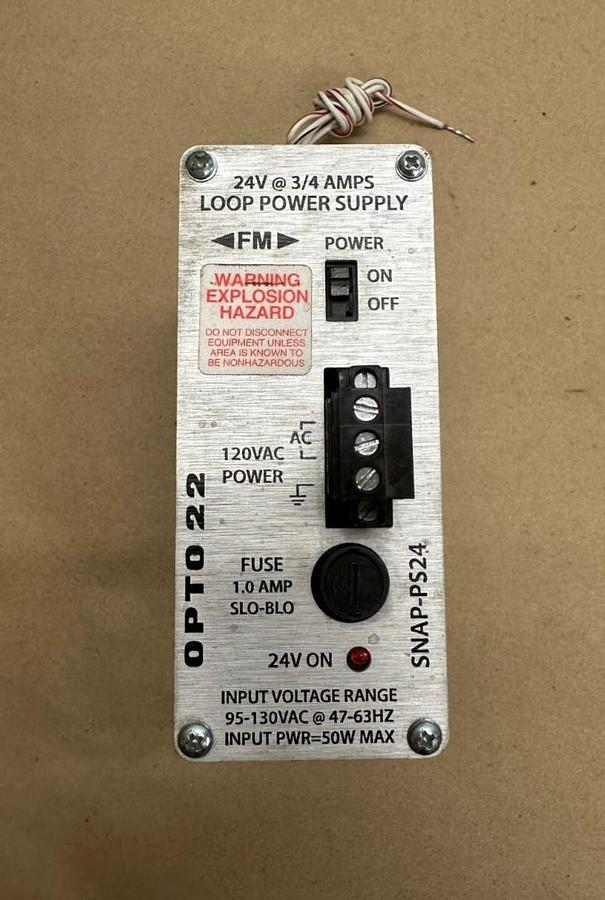 24V @ 3/4 AMPS
LOOP POWER SUPPLY
FM
POWER
ON
OFF
WARNING
EXPLOSION
HAZARD
DO NOT DISCONNECT
EQUIPMENT UNLESS
AREA IS KNOWN TO
BE NONHAZARDOUS
AC
120VAC
POWER
OPTO 22
FUSE
1.0 AMP
SLO-BLO
SNAP-PS24
24V ON
INPUT VOLTAGE RANGE
95-130VAC @ 47-63HZ
INPUT PWR=50W MAX